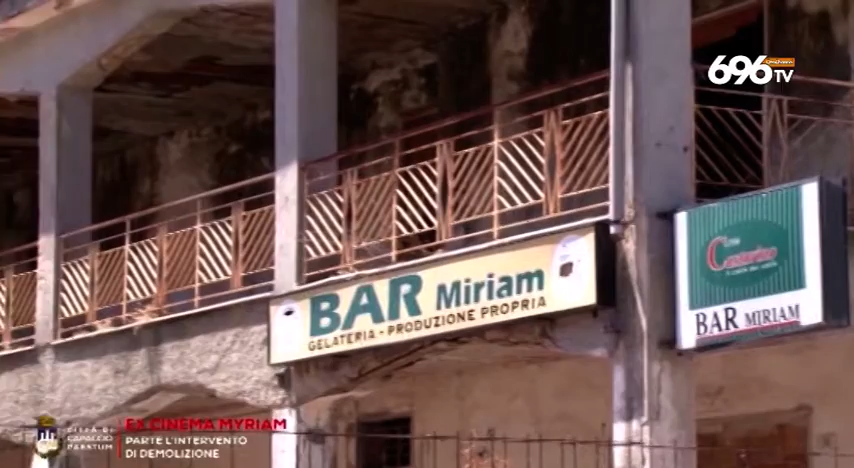 696
TV
BAR Miriam
GELATERIA - PRODUZIONE PROPRIA
BAR MIRIAM
CITTÀ DI
CAPACCIO
PAESTUM
EX CINEMA MYRIAM
PARTE L'INTERVENTO
DI DEMOLIZIONE